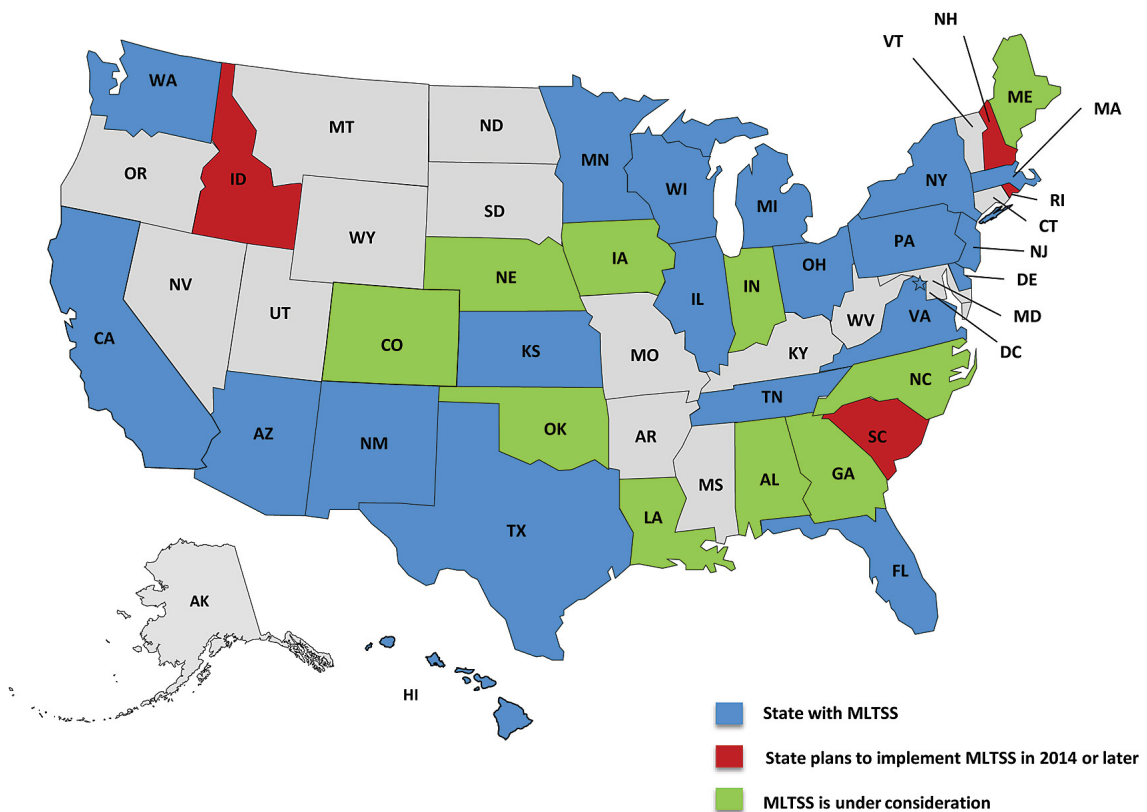 NH
VT
WA
ME
MT
ND
MA
MN
OR
ID
WI
NY
SD
MI
RI
WY
CT
PA
NJ
IA
NE
OH
DE
NV
IN
IL
UT
WV
MD
VA
CA
CO
KS
MO
KY
DC
NC
TN
AZ
NM
OK
AR
SC
MS
AL
GA
LA
TX
FL
AK
HI
State with MLTSS
State plans to implement MLTSS in 2014 or later
MLTSS is under consideration